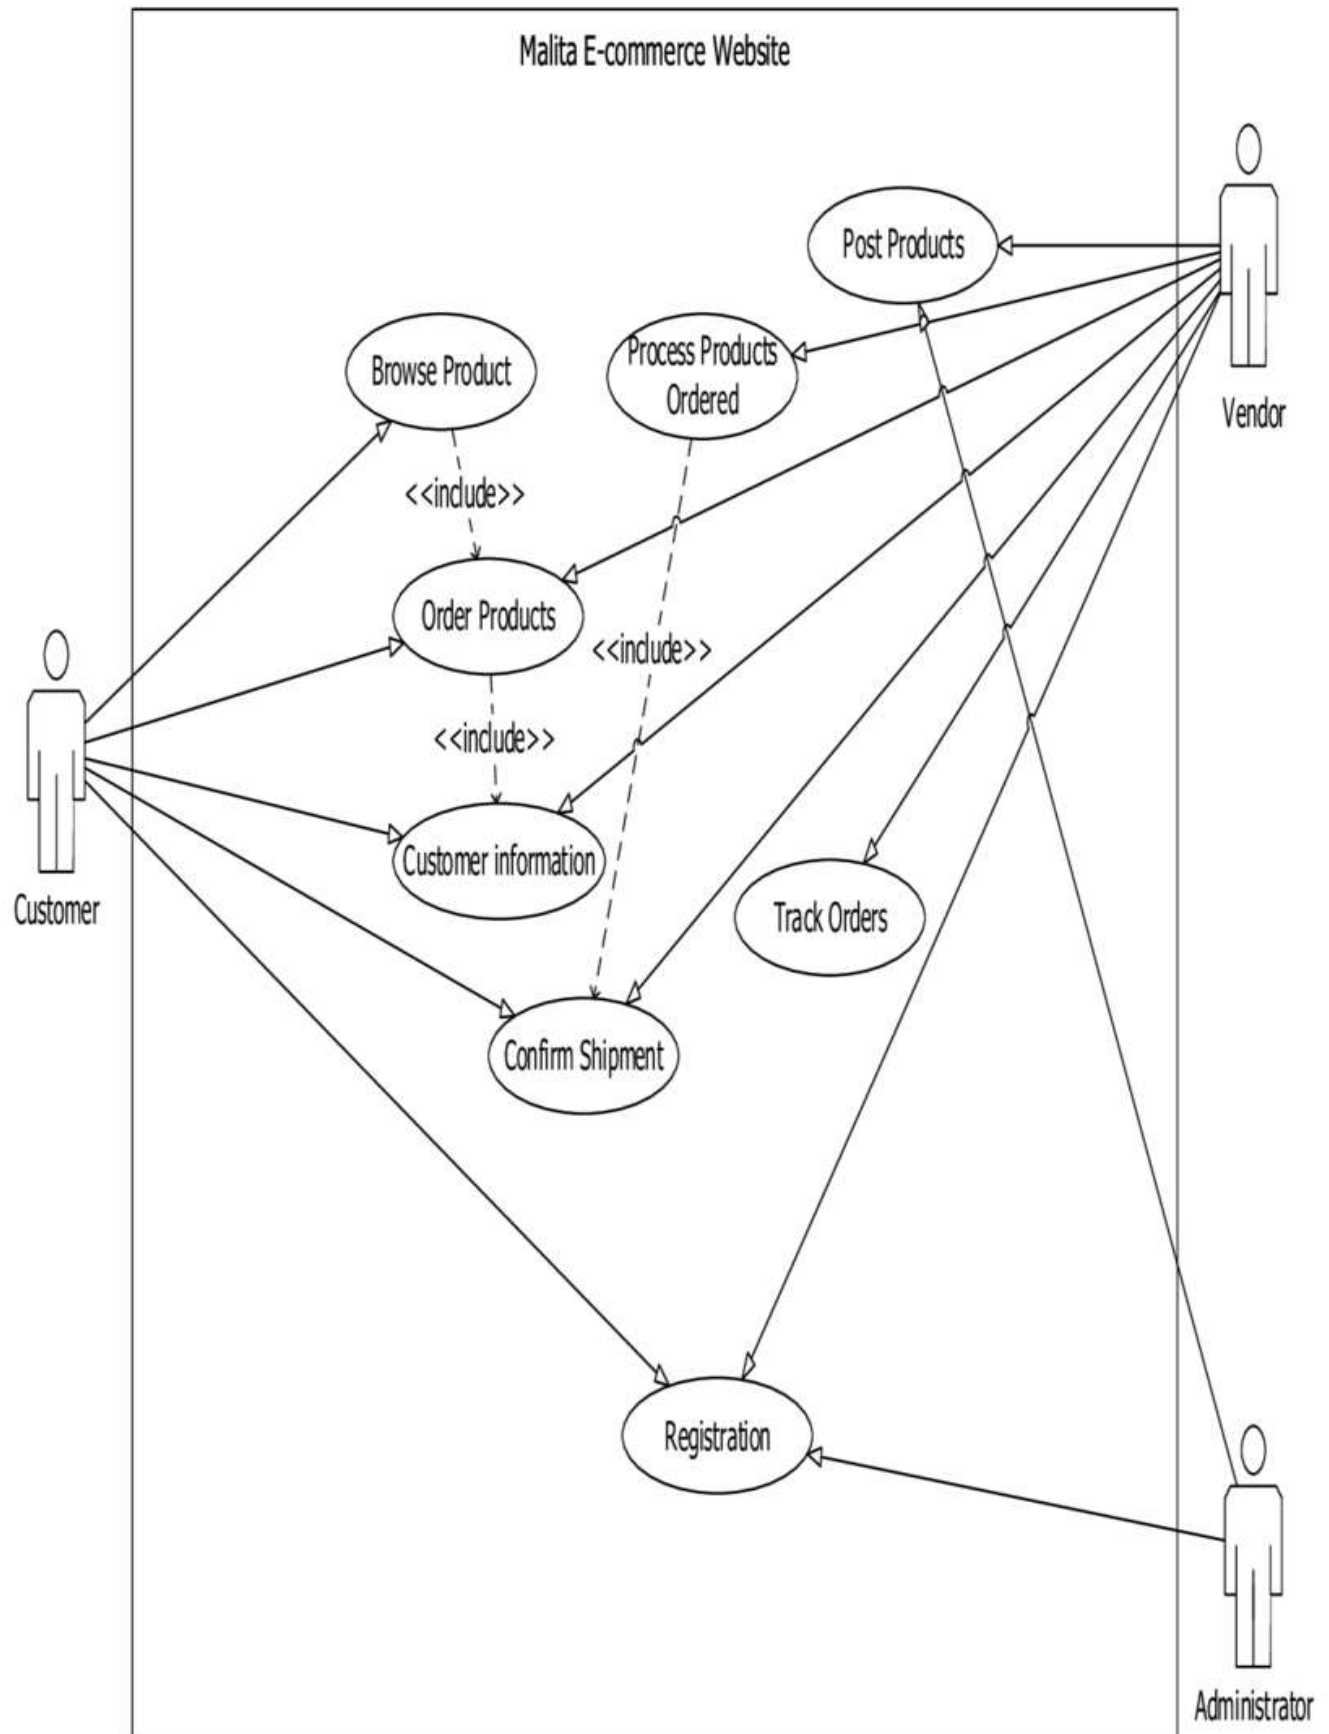 Malita E-commerce Website
Post Products
Browse Product
Process Products
Ordered
Vendor
<<include>>
Order Products
<<include>>
<<include>>
Customer information
Customer
Track Orders
Confirm Shipment
Registration
Administrator